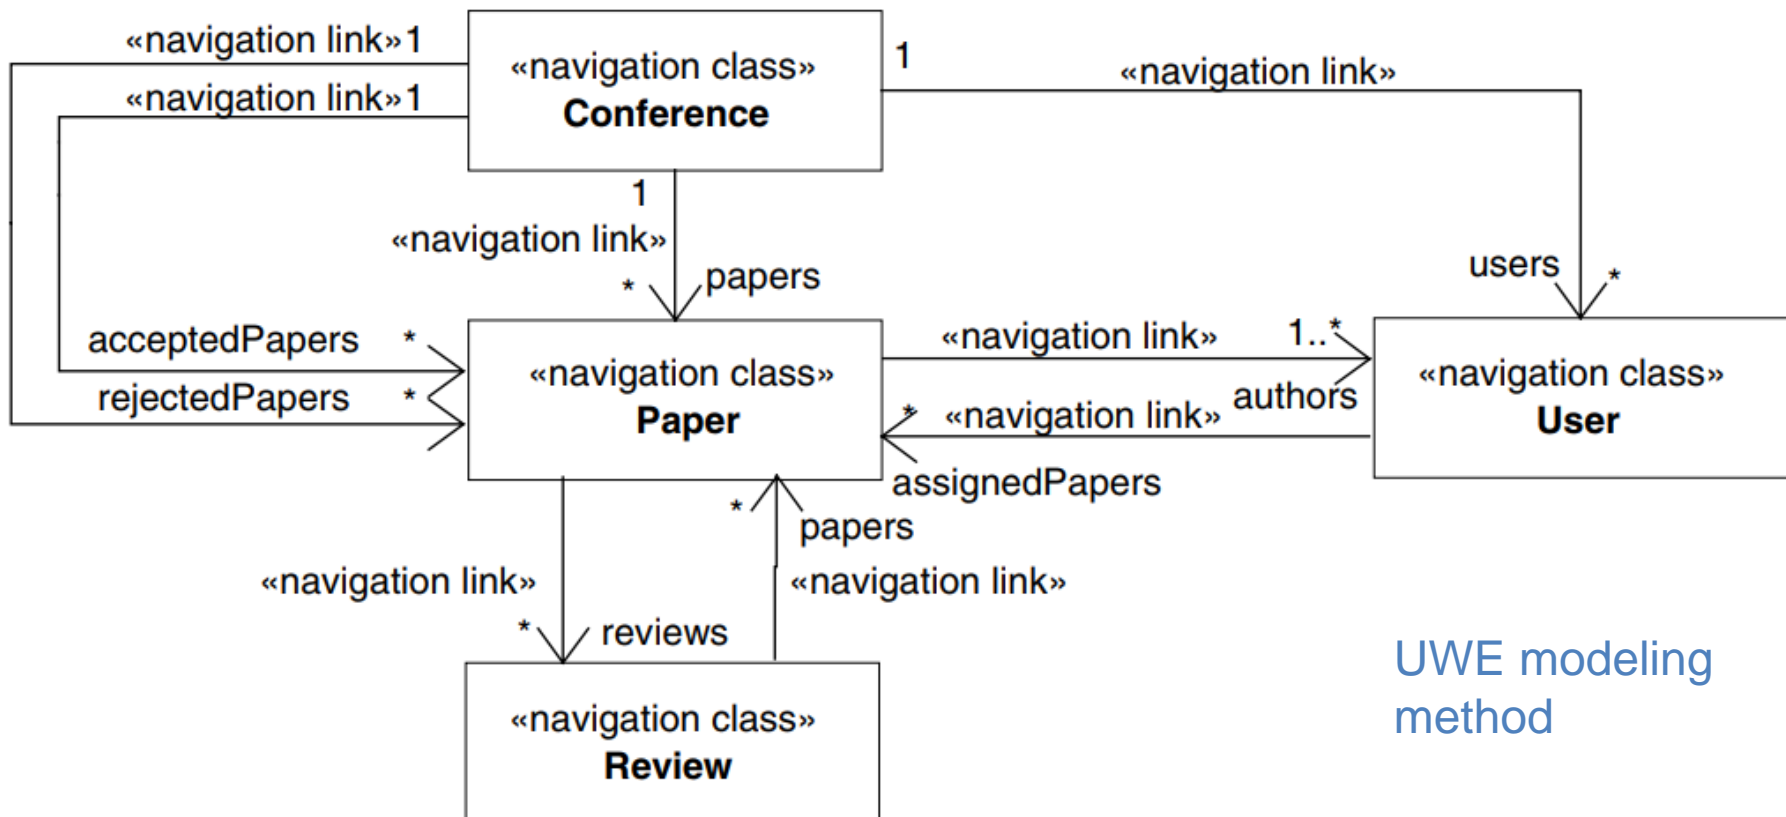 «navigation link» 1
«navigation link» 1
«navigation class»
Conference
1
«navigation link»
1
«navigation link»
* papers
users *
acceptedPapers *
rejectedPapers *
«navigation class»
Paper
«navigation link» 1..*
authors
* «navigation link»
assignedPapers
«navigation class»
User
* papers
«navigation link»
«navigation link»
* reviews
«navigation class»
Review
UWE modeling
method